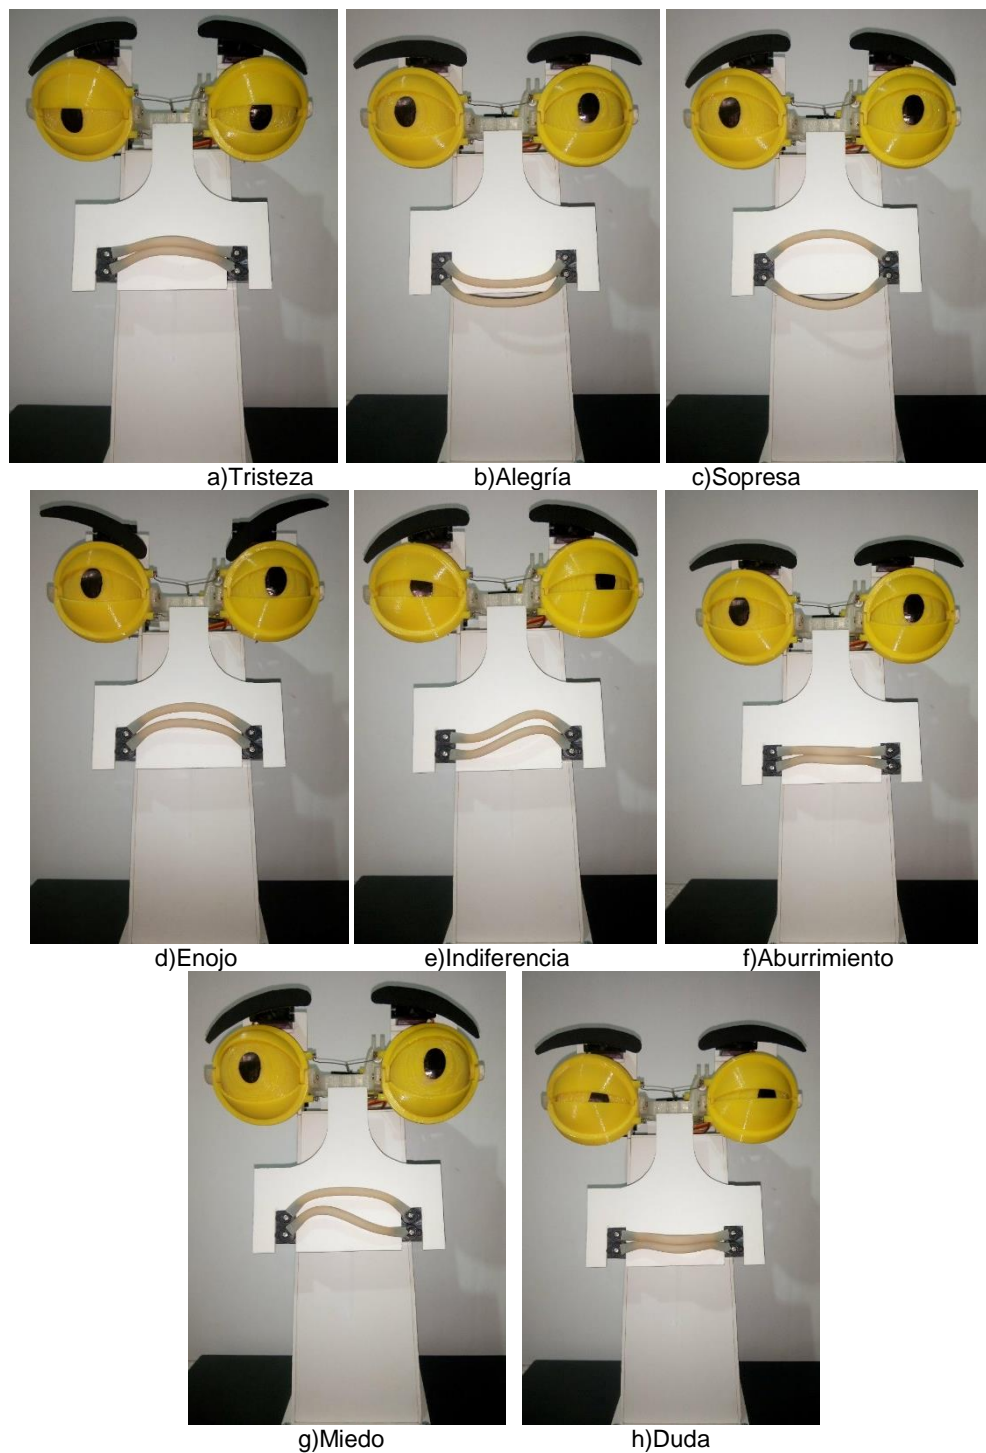 a)Tristeza b)Alegría c)Sopresa
d)Enojo e)Indiferencia f)Aburrimiento
g)Miedo h)Duda